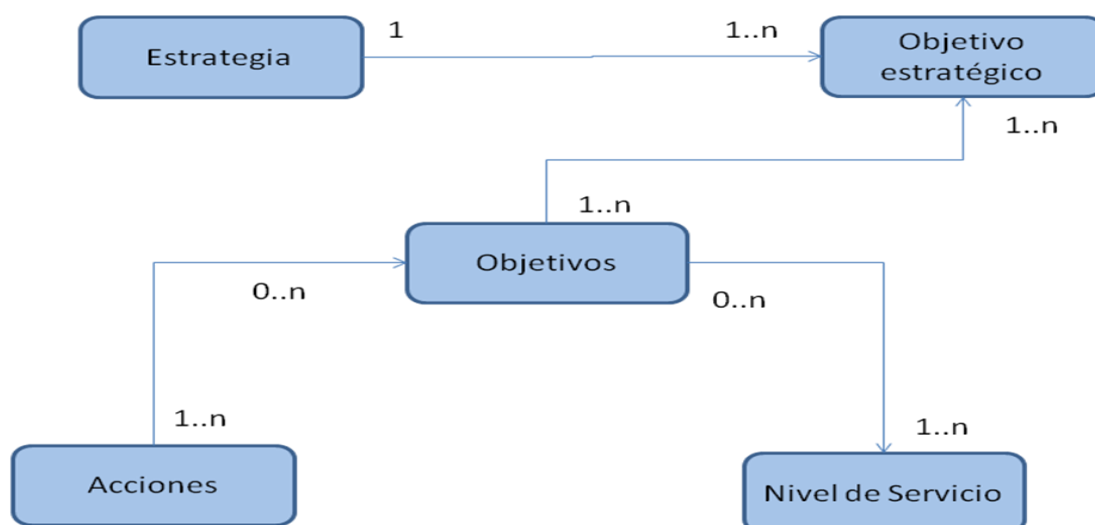 Estrategia
1
1..n
Objetivo
estratégico
1..n
1..n
Objetivos
0..n
0..n
1..n
Acciones
1..n
Nivel de Servicio